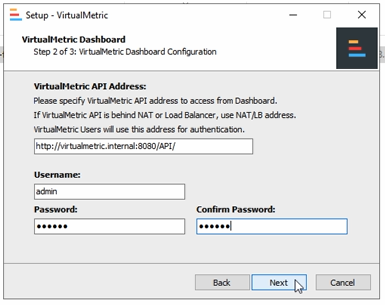 Setup - VirtualMetric
VirtualMetric Dashboard
Step 2 of 3: VirtualMetric Dashboard Configuration
VirtualMetric API Address:
Please specify VirtualMetric API address to access from Dashboard.
If VirtualMetric API is behind NAT or Load Balancer, use NAT/LB address.
VirtualMetric Users will use this address for authentication.
http://virtualmetric.internal:8080/API/
Username:
admin
Password: Confirm Password:
●●●●●● ●●●●●●
Back Next Cancel